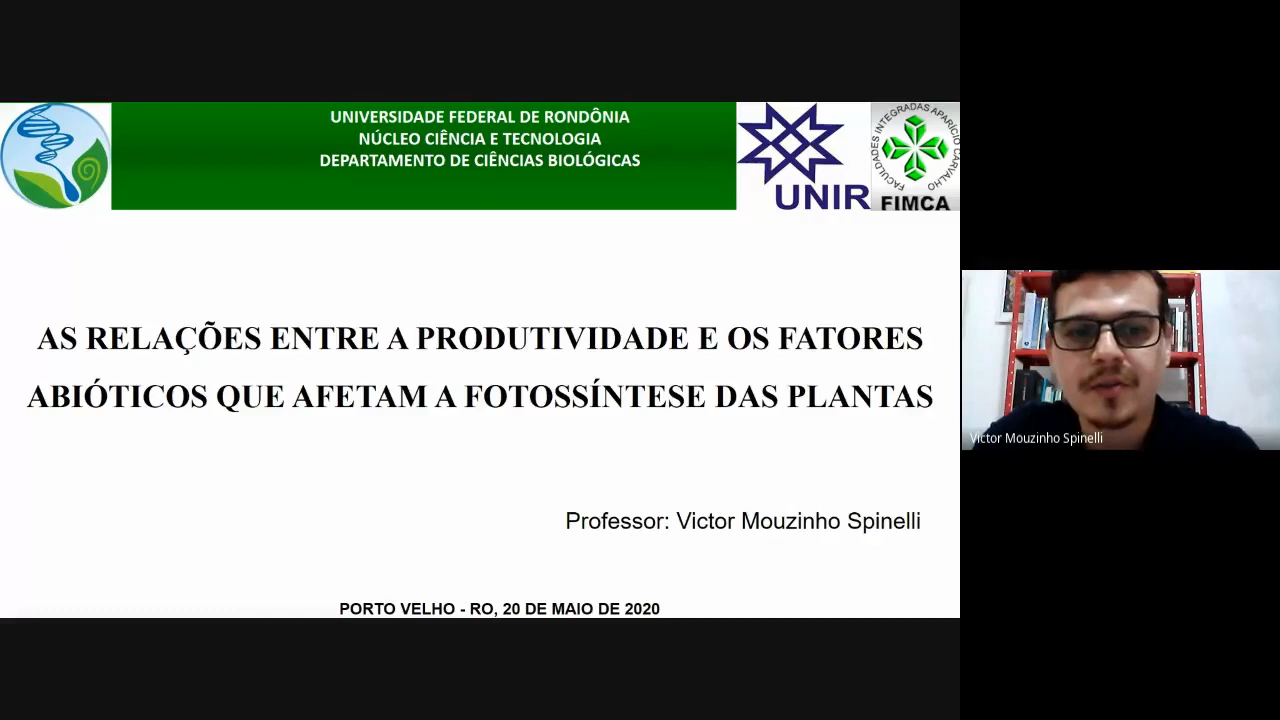 UNIVERSIDADE FEDERAL DE RONDÔNIA
NÚCLEO CIÊNCIA E TECNOLOGIA
DEPARTAMENTO DE CIÊNCIAS BIOLÓGICAS
UNIR
FACULDADES INTEGRADAS APARÍCIO CARVALHO
FIMCA
AS RELAÇÕES ENTRE A PRODUTIVIDADE E OS FATORES
ABIÓTICOS QUE AFETAM A FOTOSSÍNTESE DAS PLANTAS
Professor: Victor Mouzinho Spinelli
PORTO VELHO - RO, 20 DE MAIO DE 2020
Victor Mouzinho Spinelli